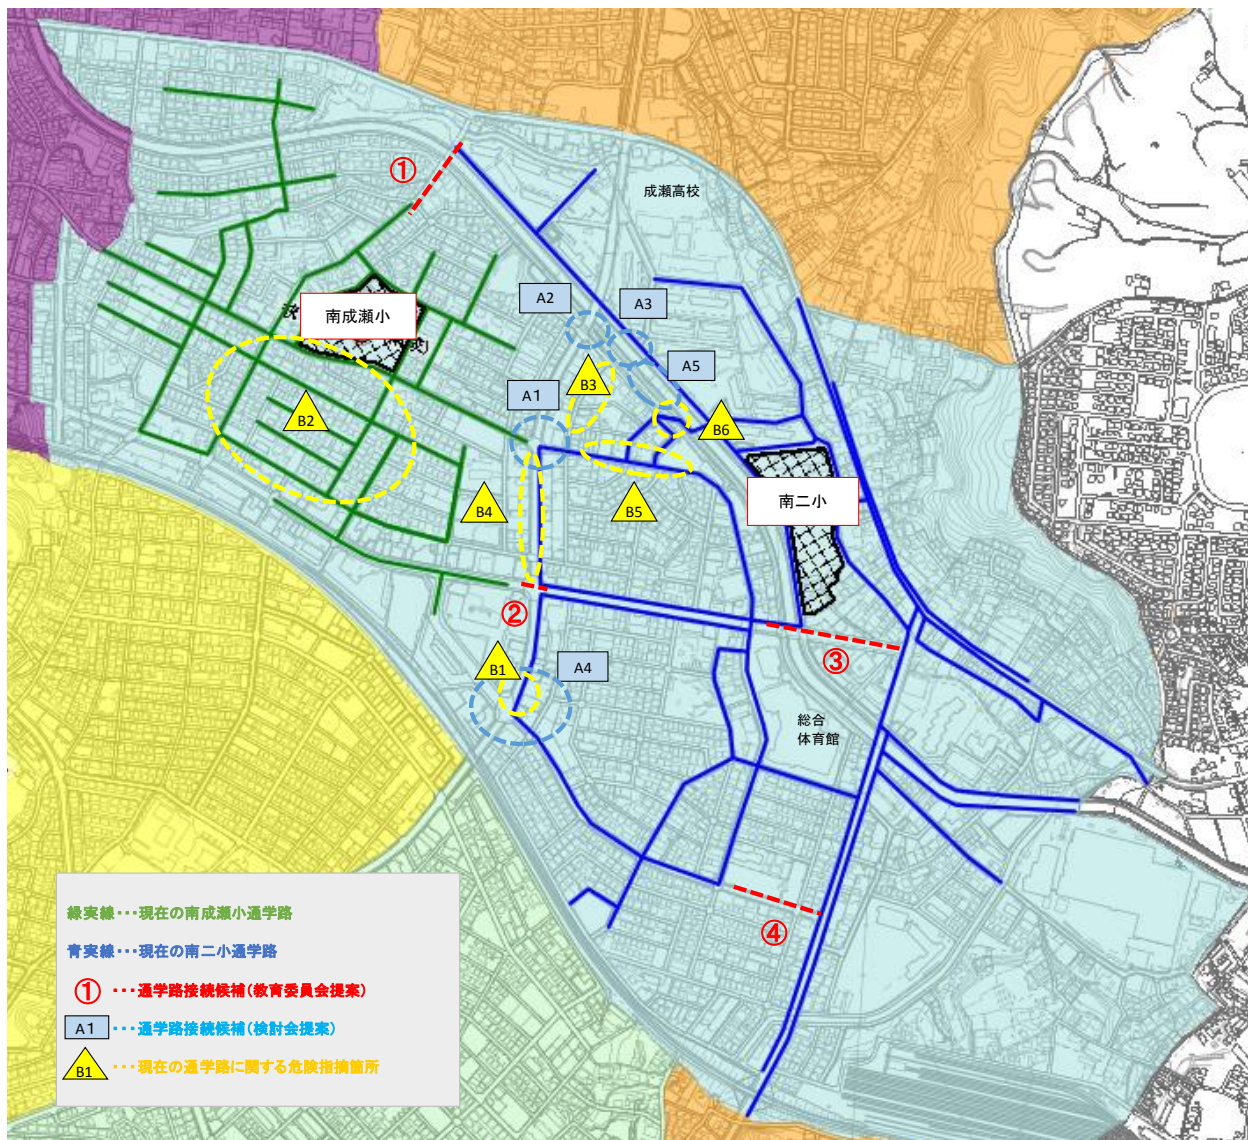 ①
成瀬高校
A2
A3
南成瀬小
A5
B3
A1
B2
B6
南二小
B4
B5
②
③
B1
A4
総合
体育館
④
緑実線・・・現在の南成瀬小通学路
青実線・・・現在の南二小通学路
① ・・・通学路接続候補(教育委員会提案)
A1 ・・・通学路接続候補(検討会提案)
B1 ・・・現在の通学路に関する危険指摘箇所